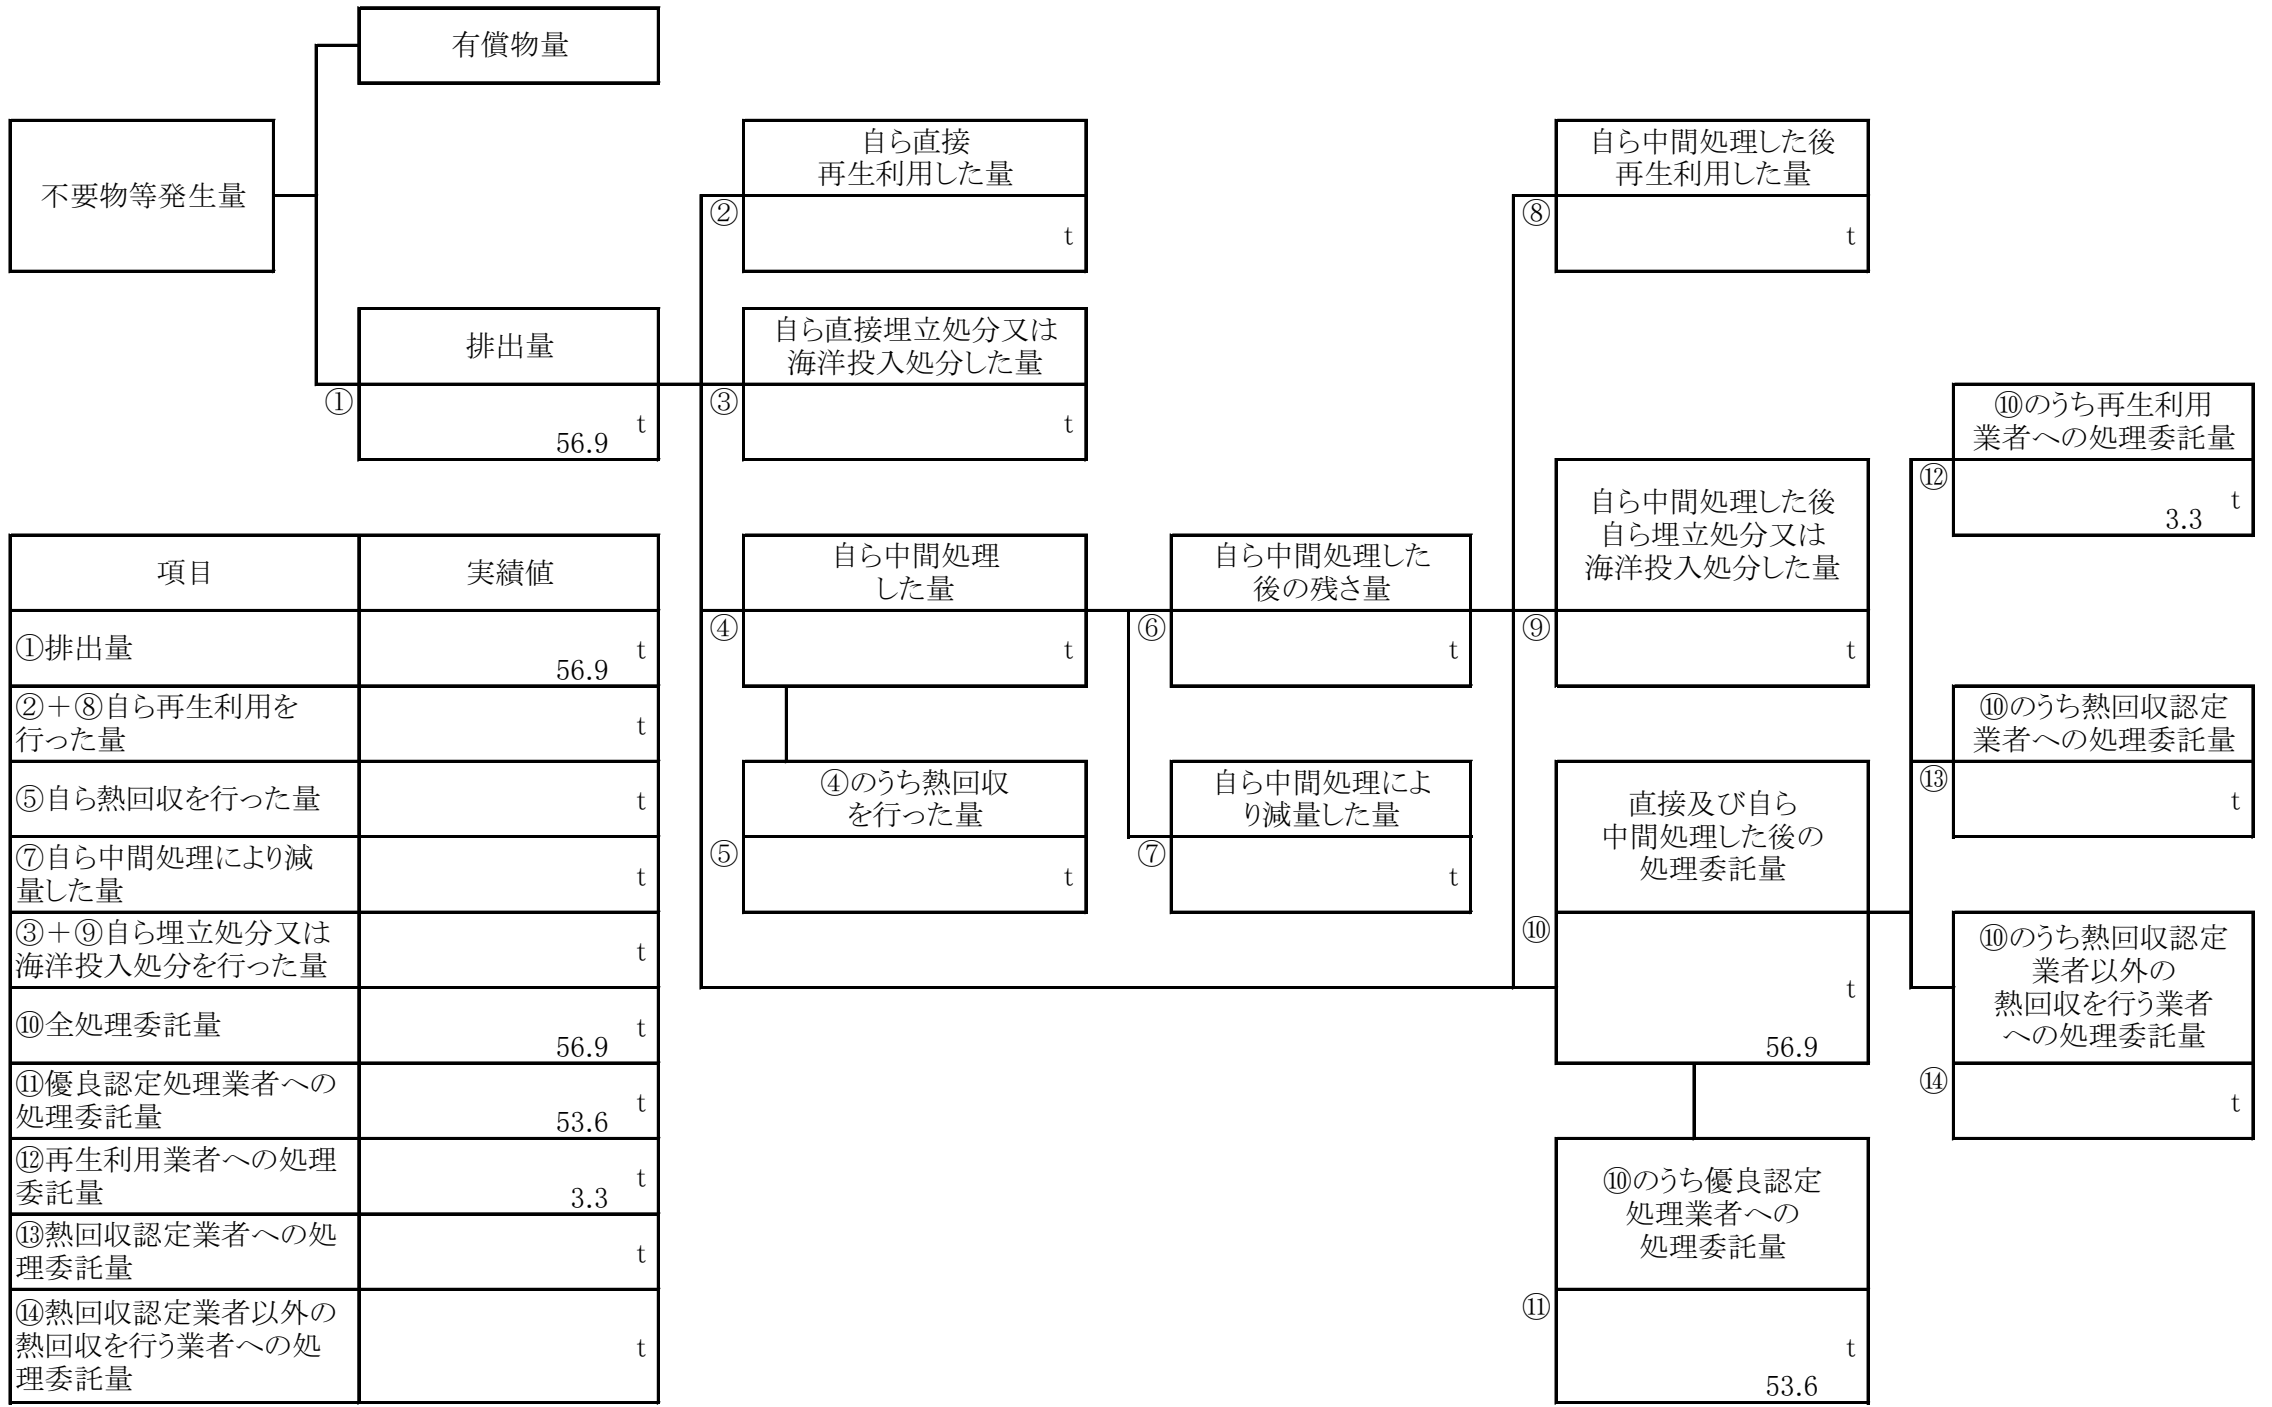 有償物量
不要物等発生量
自ら直接
再生利用した量
②
t
自ら中間処理した後
再生利用した量
⑧
t
排出量
①
t
56.9
自ら直接埋立処分又は
海洋投入処分した量
③
t
⑩のうち再生利用
業者への処理委託量
⑫
t
3.3
自ら中間処理
した量
④
t
自ら中間処理した
後の残さ量
⑥
t
自ら中間処理した後
自ら埋立処分又は
海洋投入処分した量
⑨
t
④のうち熱回収
を行った量
⑤
t
自ら中間処理によ
り減量した量
⑦
t
直接及び自ら
中間処理した後の
処理委託量
⑩
t
56.9
⑩のうち熱回収認定
業者への処理委託量
⑬
t
⑩のうち熱回収認定
業者以外の
熱回収を行う業者
への処理委託量
⑭
t
⑩のうち優良認定
処理業者への
処理委託量
⑪
t
53.6
項目 実績値
①排出量 t
56.9
②+⑧自ら再生利用を
行った量 t
⑤自ら熱回収を行った量 t
⑦自ら中間処理により減
量した量 t
③+⑨自ら埋立処分又は
海洋投入処分を行った量 t
⑩全処理委託量 t
56.9
⑪優良認定処理業者への
処理委託量 t
53.6
⑫再生利用業者への処理
委託量 t
3.3
⑬熱回収認定業者への処
理委託量 t
⑭熱回収認定業者以外の
熱回収を行う業者への処
理委託量 t